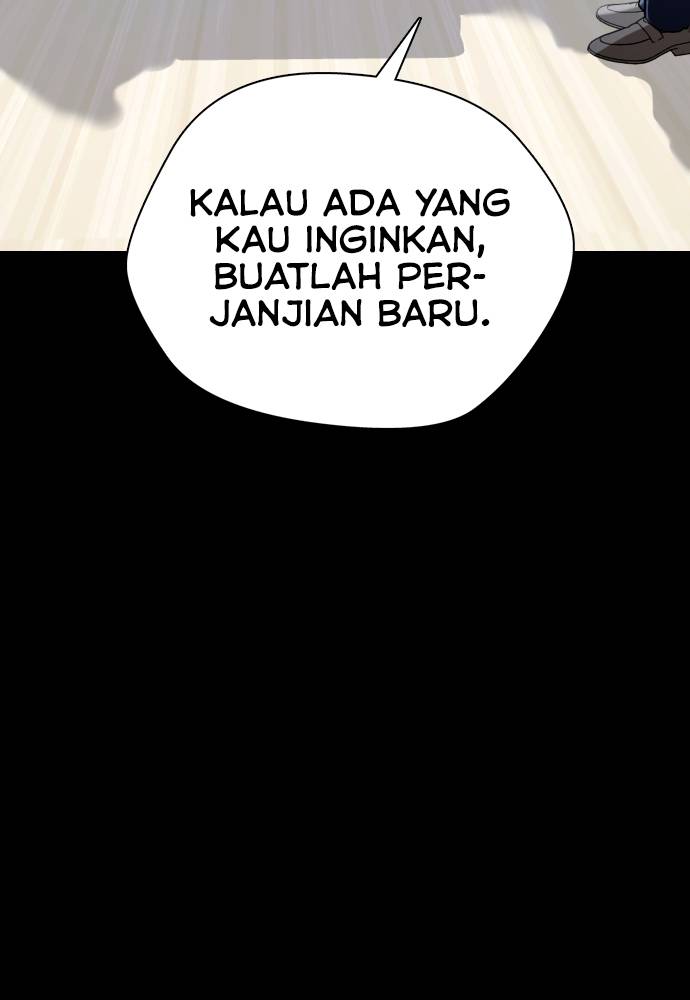 KALAU ADA YANG
KAU INGINKAN,
BUATLAH PER-
JANJIAN BARU.